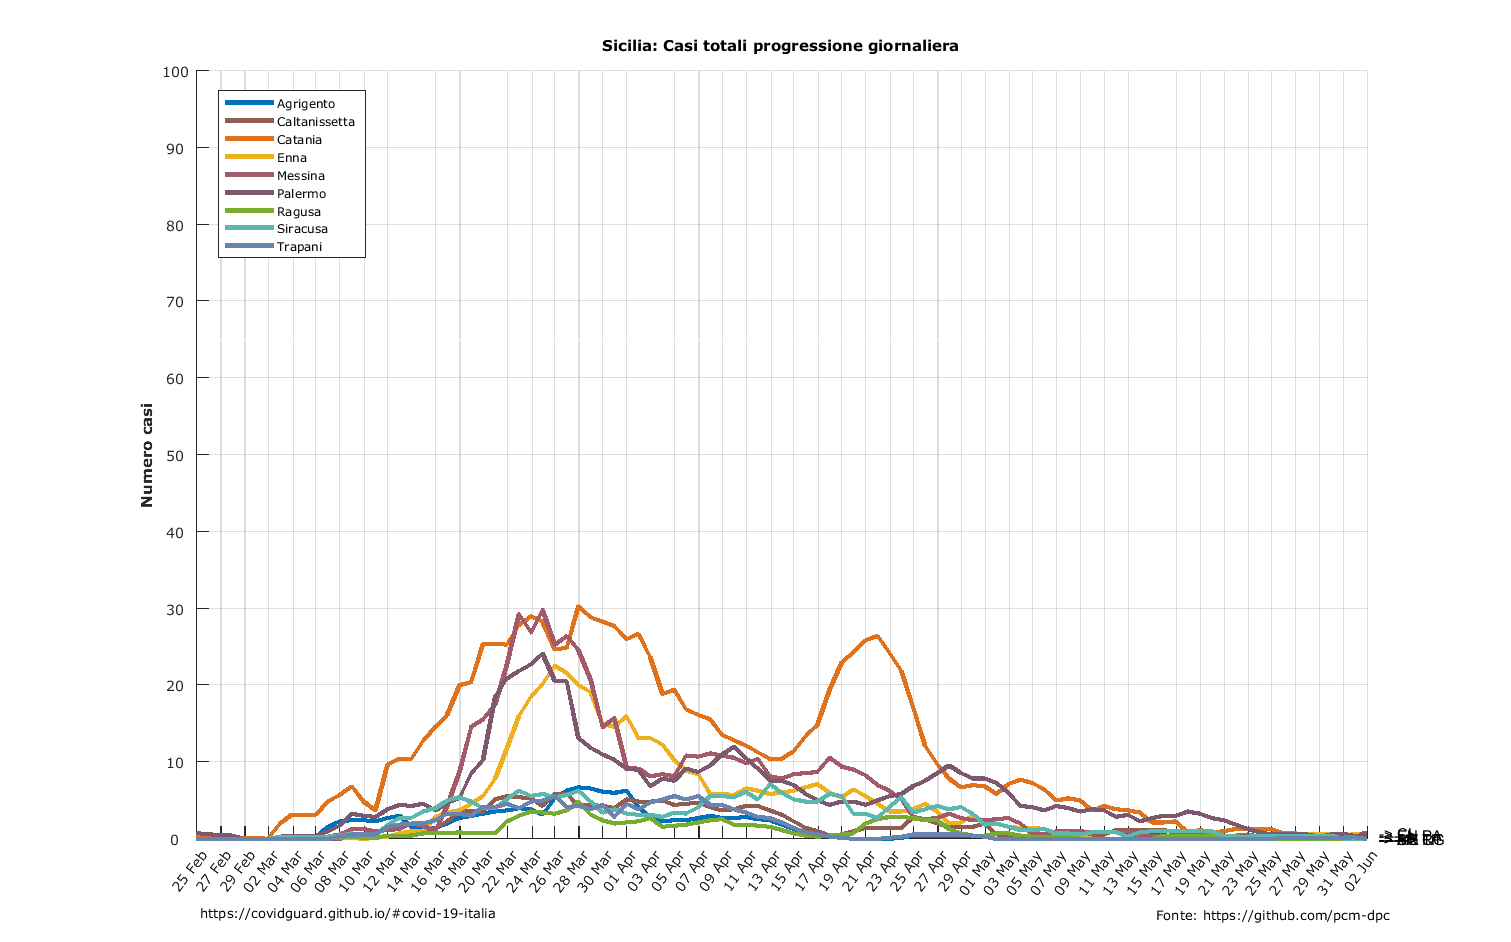 Sicilia: Casi totali progressione giornaliera
Numero casi
100
90
80
70
60
50
40
30
20
10
0
Agrigento
Caltanissetta
Catania
Enna
Messina
Palermo
Ragusa
Siracusa
Trapani
25 Feb
27 Feb
29 Feb
02 Mar
04 Mar
06 Mar
08 Mar
10 Mar
12 Mar
14 Mar
16 Mar
18 Mar
20 Mar
22 Mar
24 Mar
26 Mar
28 Mar
30 Mar
01 Apr
03 Apr
05 Apr
07 Apr
09 Apr
11 Apr
13 Apr
15 Apr
17 Apr
19 Apr
21 Apr
23 Apr
25 Apr
27 Apr
29 Apr
01 May
03 May
05 May
07 May
09 May
11 May
13 May
15 May
17 May
19 May
21 May
23 May
25 May
27 May
29 May
31 May
02 Jun
https://covidguard.github.io/#covid-19-italia
Fonte: https://github.com/pcm-dpc